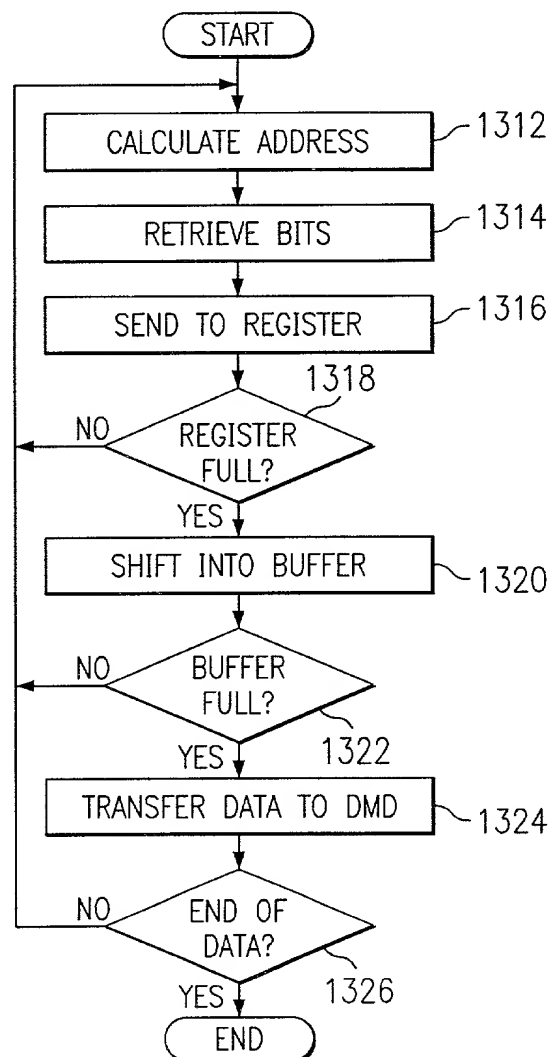 START
CALCULATE ADDRESS
1312
RETRIEVE BITS
1314
SEND TO REGISTER
1316
1318
NO
REGISTER
FULL?
YES
SHIFT INTO BUFFER
1320
NO
BUFFER
FULL?
1322
YES
TRANSFER DATA TO DMD
1324
NO
END OF
DATA?
1326
YES
END